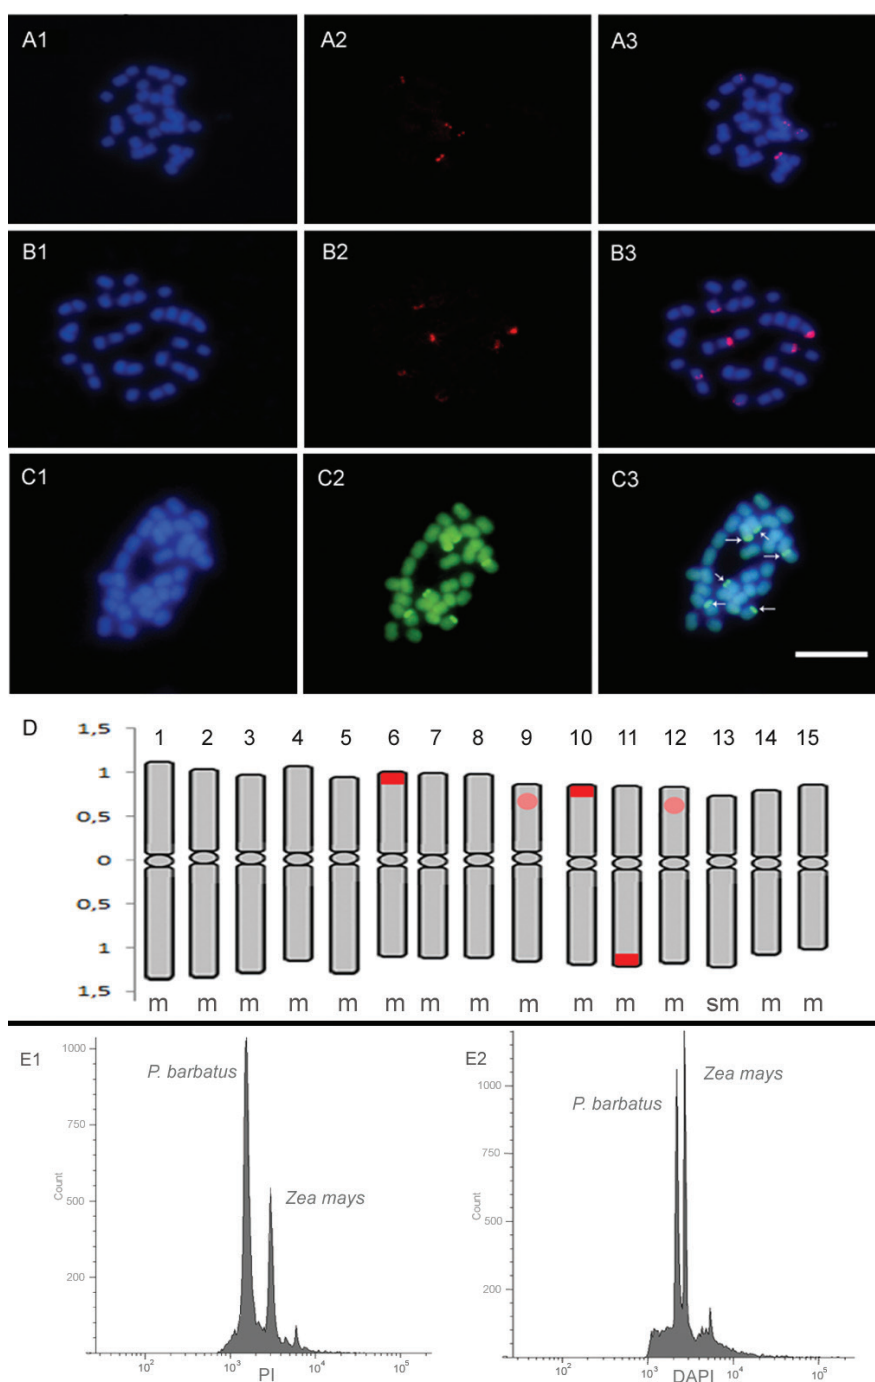 A1
A2
A3
B1
B2
B3
C1
C2
C3
D
1,5
1 2 3 4 5 6 7 8 9 10 11 12 13 14 15
1
0,5
0
0,5
1
1,5
m m m m m m m m m m m m sm m m
E1
1000
P. barbatus
750
Zea mays
500
Count
200
10² 10³ 10⁴ 10⁵
PI
E2
1000
Zea mays
P. barbatus
750
500
Count
200
10² 10³ 10⁴ 10⁵
DAPI